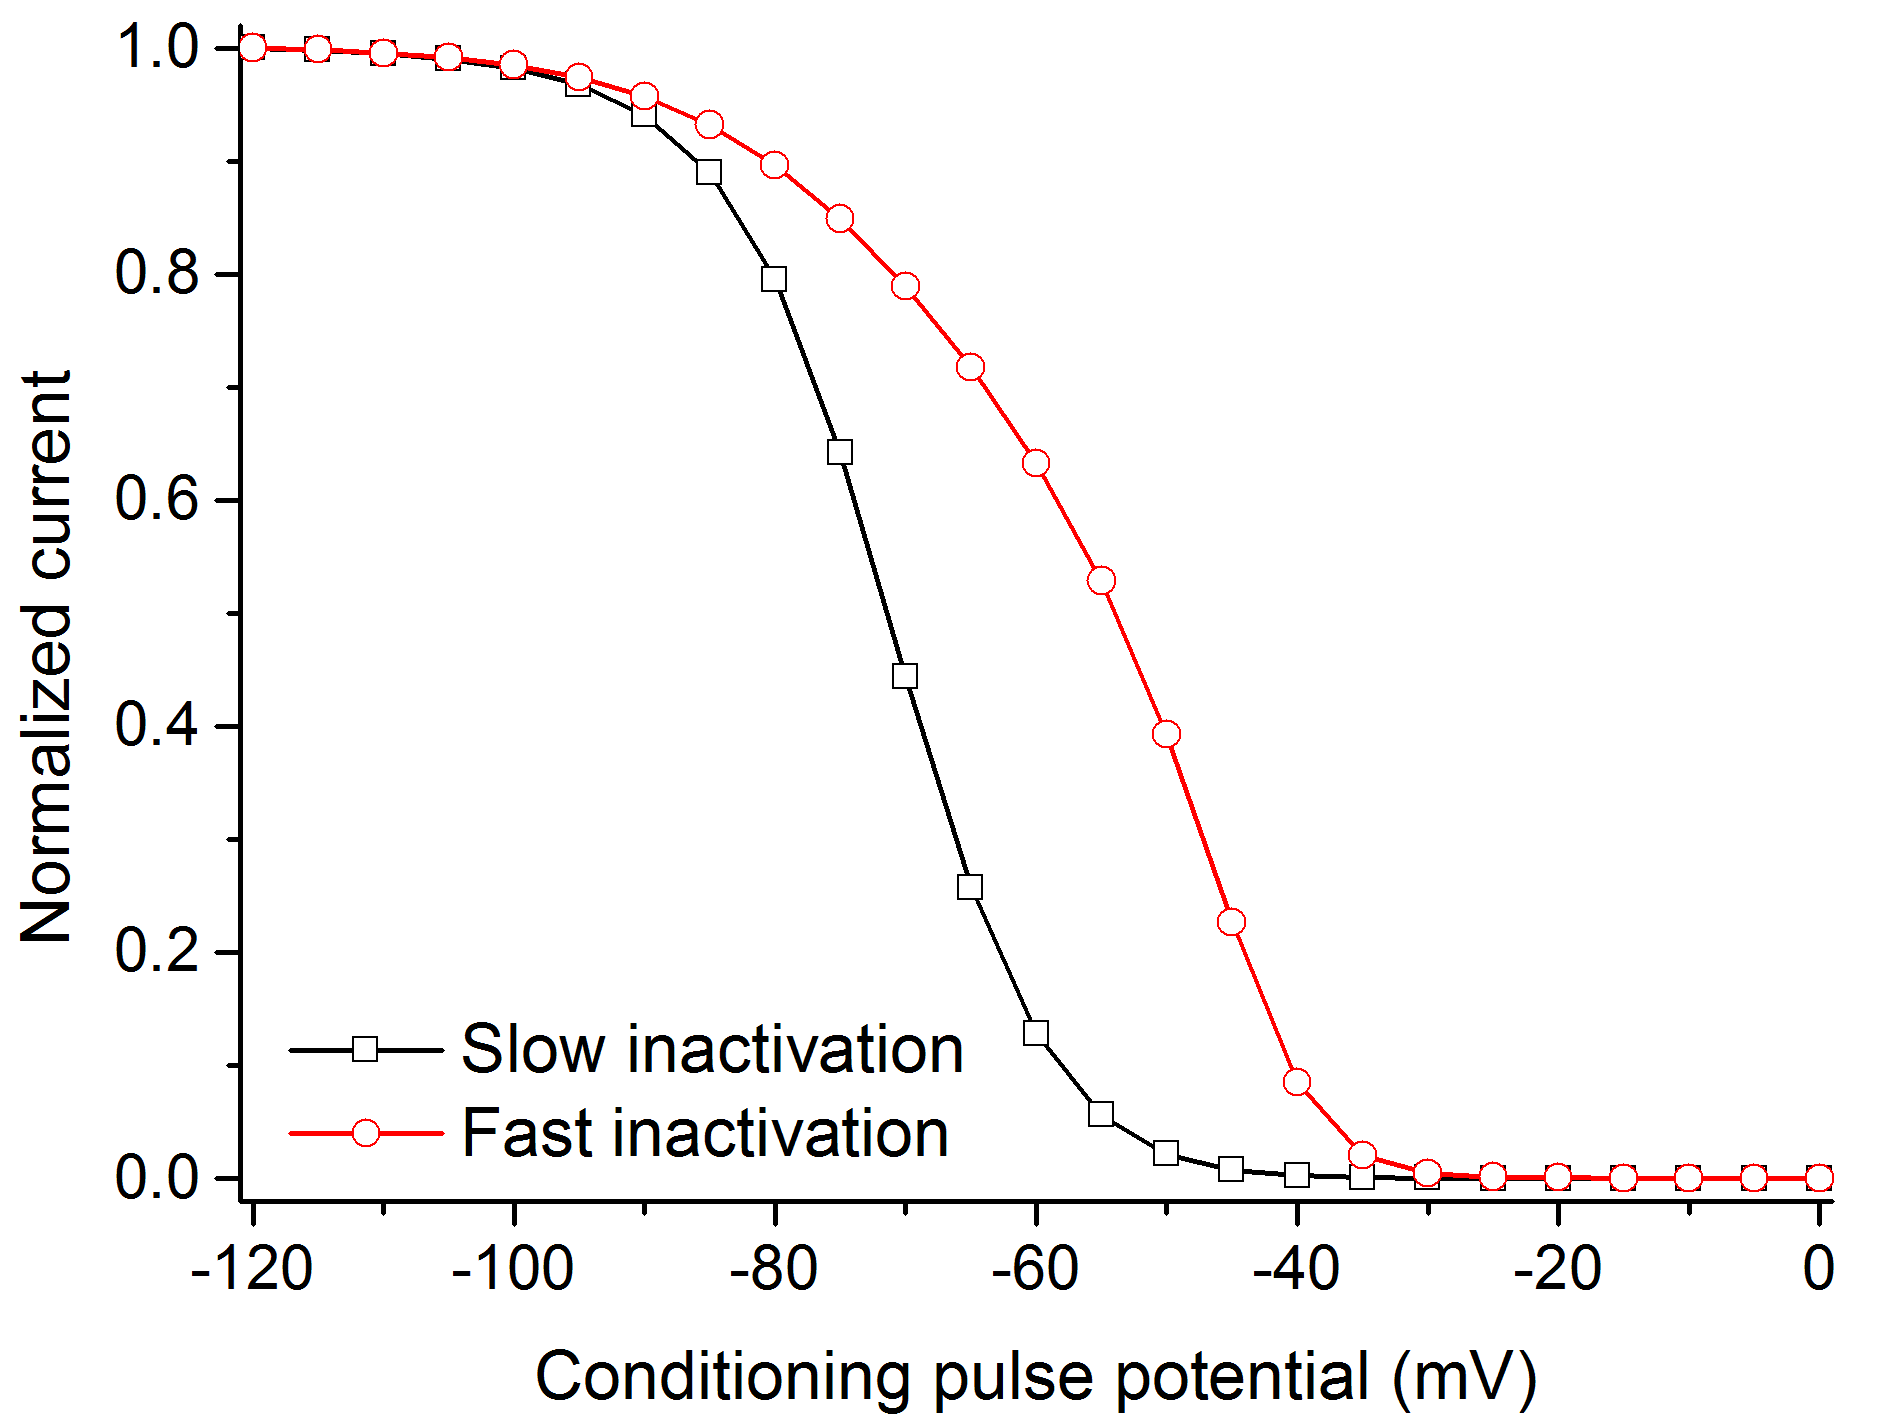 Normalized current
1.0
0.8
0.6
0.4
0.2
0.0
Slow inactivation
Fast inactivation
-120 -100 -80 -60 -40 -20 0
Conditioning pulse potential (mV)